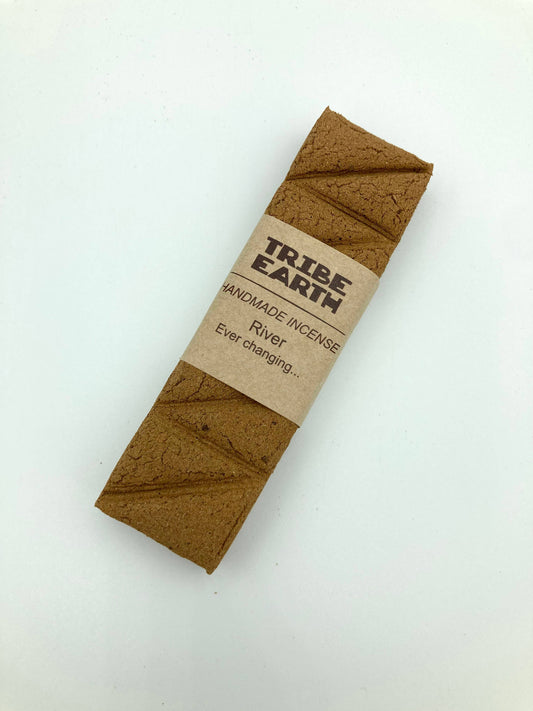 TRIBE
EARTH
HANDMADE INCENSE
River
Ever changing...